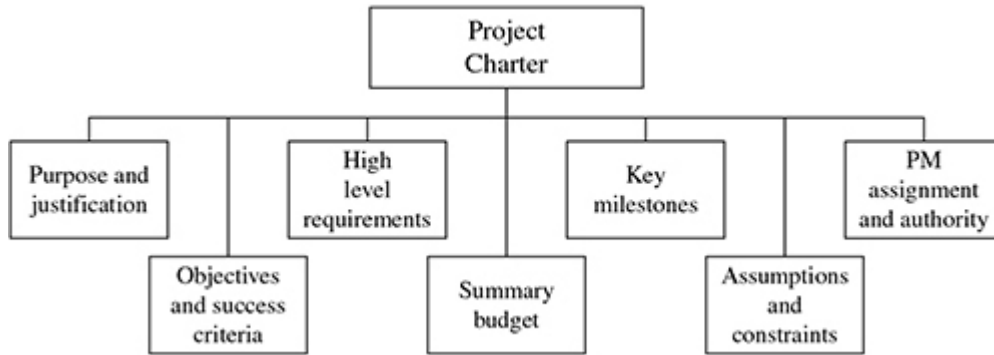 Project
Charter
Purpose and
justification
High
level
requirements
Key
milestones
PM
assignment
and authority
Objectives
and success
criteria
Summary
budget
Assumptions
and
constraints